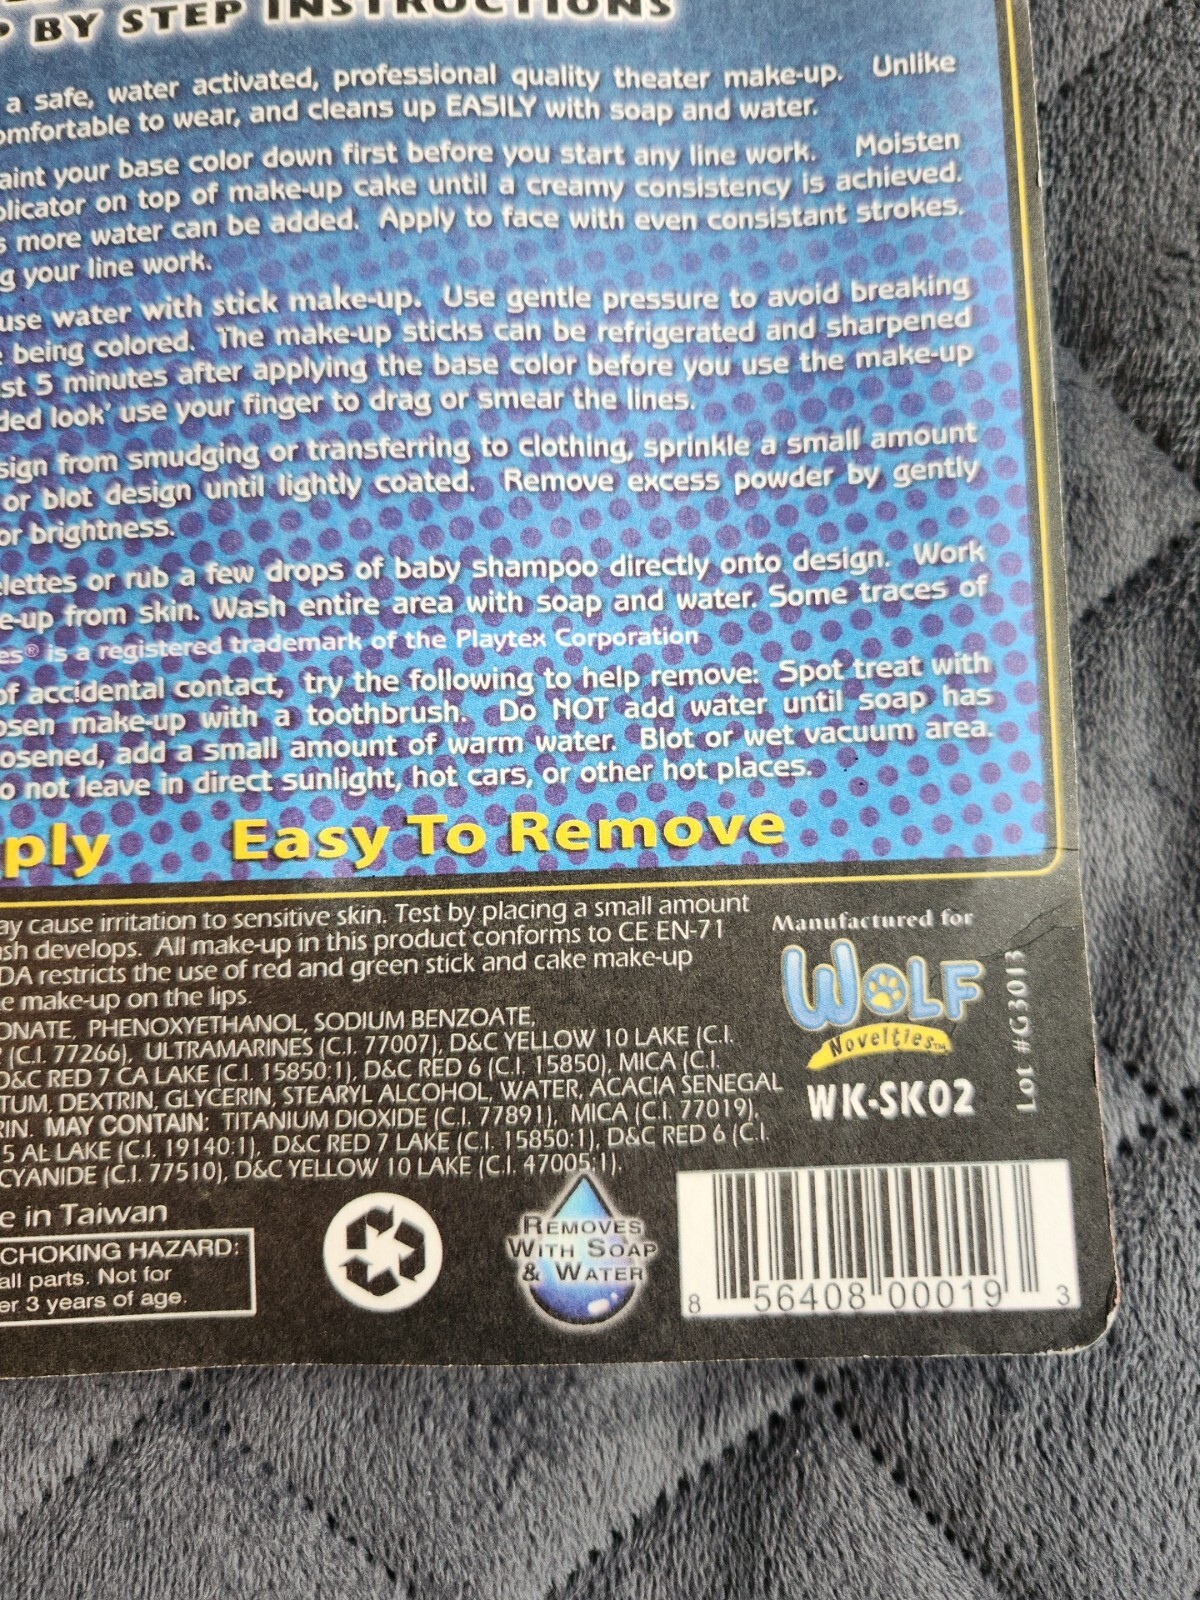 BY STEP INSTRUCTIONS
a safe, water activated, professional quality theater make-up. Unlike
omfortable to wear, and cleans up EASILY with soap and water.
aint your base color down first before you start any line work. Moisten
plicator on top of make-up cake until a creamy consistency is achieved.
s more water can be added. Apply to face with even consistant strokes.
g your line work.
use water with stick make-up. Use gentle pressure to avoid breaking
e being colored. The make-up sticks can be refrigerated and sharpened
st 5 minutes after applying the base color before you use the make-up
ded look' use your finger to drag or smear the lines.
sign from smudging or transferring to clothing, sprinkle a small amount
or blot design until lightly coated. Remove excess powder by gently
or brightness.
elettes or rub a few drops of baby shampoo directly onto design. Work
e-up from skin. Wash entire area with soap and water. Some traces of
es® is a registered trademark of the Playtex Corporation
of accidental contact, try the following to help remove: Spot treat with
osen make-up with a toothbrush. Do NOT add water until soap has
osened, add a small amount of warm water. Blot or wet vacuum area.
o not leave in direct sunlight, hot cars, or other hot places.
ply Easy To Remove
ay cause irritation to sensitive skin. Test by placing a small amount
sh develops. All make-up in this product conforms to CE EN-71
DA restricts the use of red and green stick and cake make-up
e make-up on the lips.
ONATE, PHENOXYETHANOL, SODIUM BENZOATE,
(C.I. 77266), ULTRAMARINES (C.I. 77007), D&C YELLOW 10 LAKE (C.I.
D&C RED 7 CA LAKE (C.I. 15850:1), D&C RED 6 (C.I. 15850), MICA (C.I.
TUM, DEXTRIN, GLYCERIN, STEARYL ALCOHOL, WATER, ACACIA SENEGAL
RIN. MAY CONTAIN: TITANIUM DIOXIDE (C.I. 77891), MICA (C.I. 77019),
5 AL LAKE (C.I. 19140:1), D&C RED 7 LAKE (C.I. 15850:1), D&C RED 6 (C.I.
CYANIDE (C.I. 77510), D&C YELLOW 10 LAKE (C.I. 47005:1).
Manufactured for
WOLF
Novelties™
WK-SK02
Lot #G3013
e in Taiwan
CHOKING HAZARD:
all parts. Not for
er 3 years of age.
REMOVES
WITH SOAP
& WATER
8 56408 00019 3